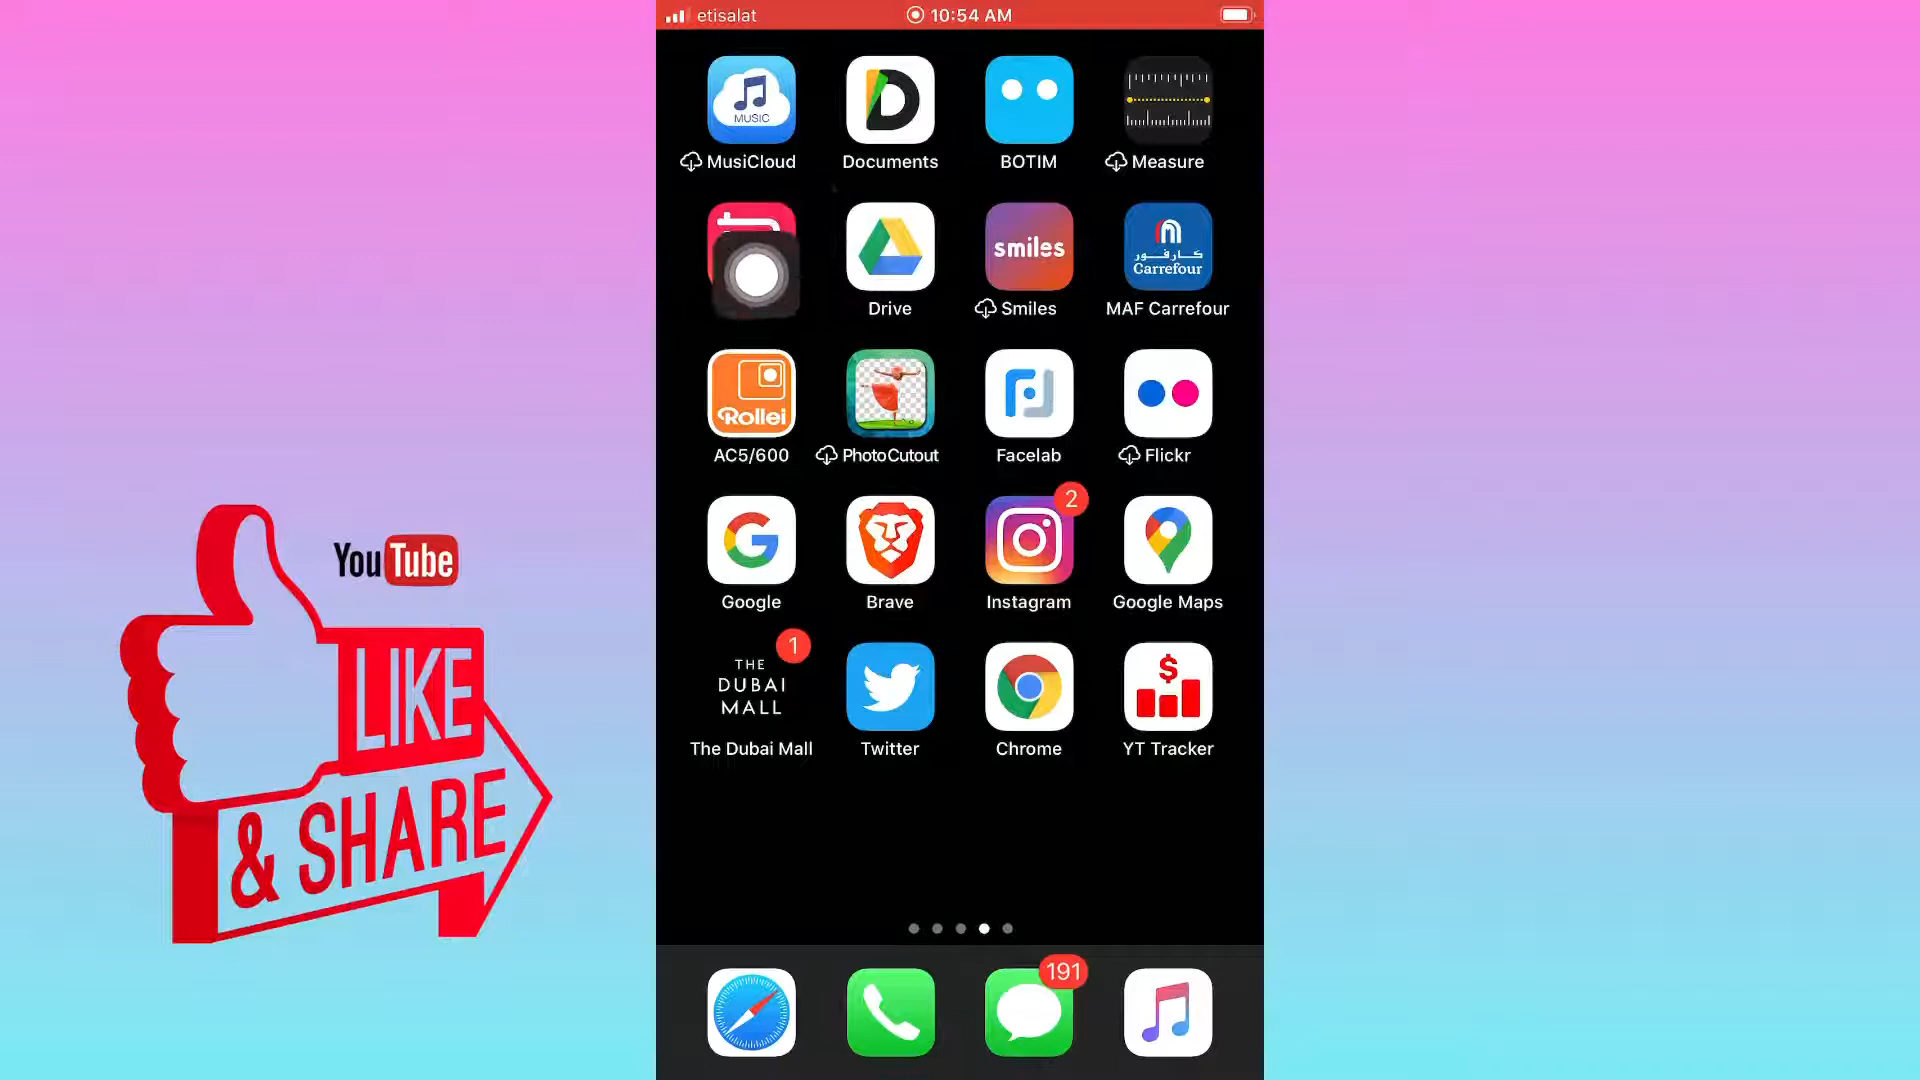 etisalat 10:54 AM
MUSIC
MusiCloud Documents BOTIM Measure
smiles
كارفور
Carrefour
Drive Smiles MAF Carrefour
Rollei
AC5/600 PhotoCutout Facelab Flickr
2
Google Brave Instagram Google Maps
1
THE
DUBAI
MALL
$
The Dubai Mall Twitter Chrome YT Tracker
191
YouTube
LIKE
& SHARE